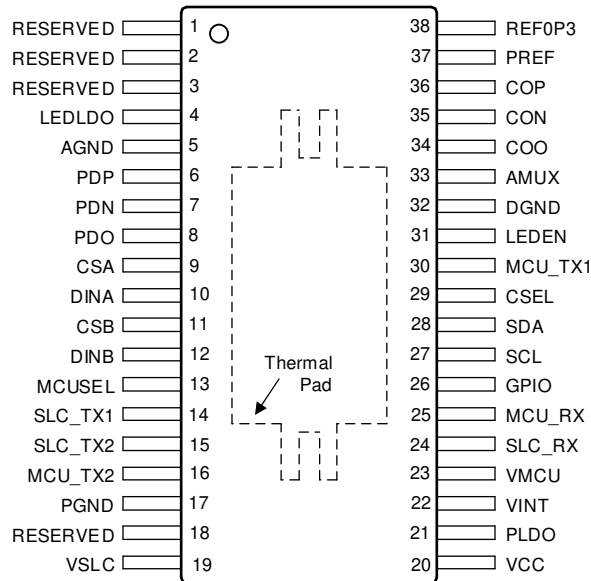 RESERVED 1 38 REF0P3
RESERVED 2 37 PREF
RESERVED 3 36 COP
LEDLDO 4 35 CON
AGND 5 34 COO
PDP 6 33 AMUX
PDN 7 32 DGND
PDO 8 31 LEDEN
CSA 9 30 MCU_TX1
DINA 10 29 CSEL
CSB 11 28 SDA
DINB 12 27 SCL
Thermal
Pad
MCUSEL 13 26 GPIO
SLC_TX1 14 25 MCU_RX
SLC_TX2 15 24 SLC_RX
MCU_TX2 16 23 VMCU
PGND 17 22 VINT
RESERVED 18 21 PLDO
VSLC 19 20 VCC